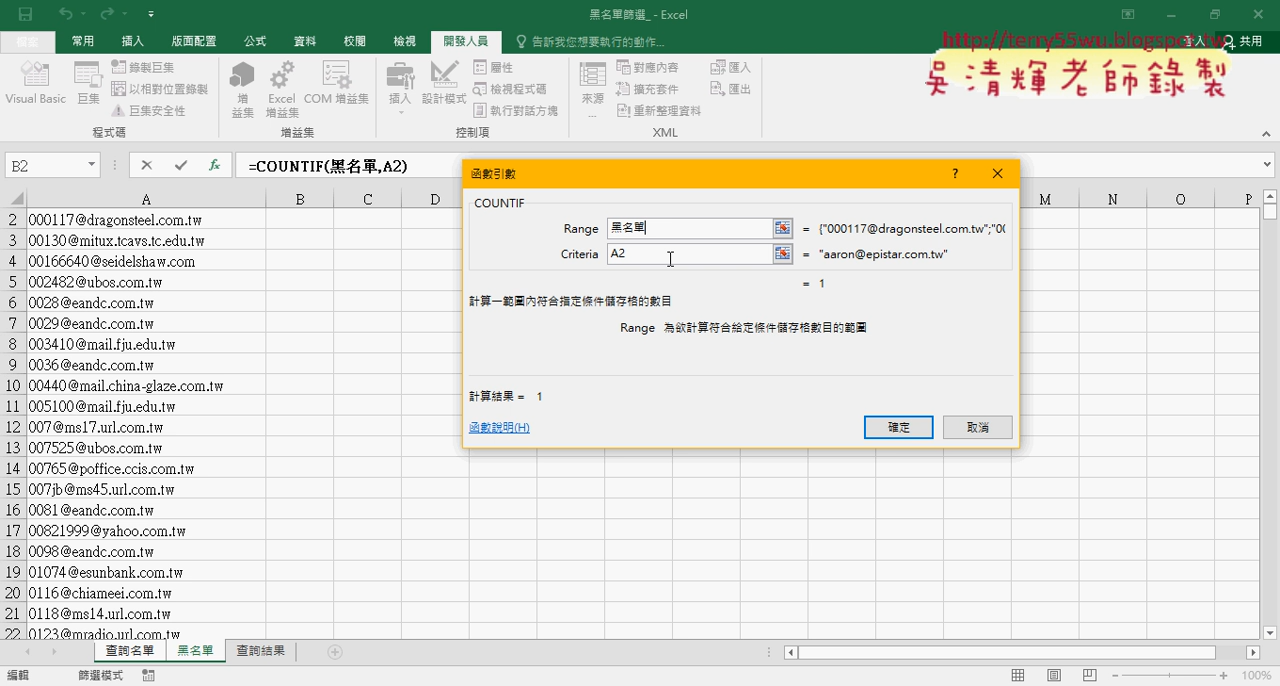 黑名單篩選_ - Excel
檔案 常用 插入 版面配置 公式 資料 校閱 檢視 開發人員 告訴我您想要執行的動作... 登入 共用
http://terry55wu.blogspot.tw
吳清輝老師錄製
Visual Basic 巨集 錄製巨集 以相對位置錄製 巨集安全性
增益集 Excel 增益集 COM 增益集
插入 設計模式 屬性 檢視程式碼 執行對話方塊
來源 對應內容 擴充套件 重新整理資料 匯入 匯出
程式碼 增益集 控制項 XML
B2 fx =COUNTIF(黑名單,A2)
函數引數 ?
COUNTIF
Range 黑名單 = {"000117@dragonsteel.com.tw";"00
Criteria A2 = "aaron@epistar.com.tw"
= 1
計算一範圍內符合指定條件儲存格的數目
Range 為欲計算符合給定條件儲存格數目的範圍
計算結果 = 1
函數說明(H) 確定 取消
A B C D M N O P
2 000117@dragonsteel.com.tw
3 00130@mitux.tcavs.tc.edu.tw
4 00166640@seidelshaw.com
5 002482@ubos.com.tw
6 0028@eandc.com.tw
7 0029@eandc.com.tw
8 003410@mail.fju.edu.tw
9 0036@eandc.com.tw
10 00440@mail.china-glaze.com.tw
11 005100@mail.fju.edu.tw
12 007@ms17.url.com.tw
13 007525@ubos.com.tw
14 00765@poffice.ccis.com.tw
15 007jb@ms45.url.com.tw
16 0081@eandc.com.tw
17 00821999@yahoo.com.tw
18 0098@eandc.com.tw
19 01074@esunbank.com.tw
20 0116@chiameei.com.tw
21 0118@ms14.url.com.tw
22 0123@mradio.url.com.tw
查詢名單 黑名單 查詢結果
編輯 篩選模式 100%